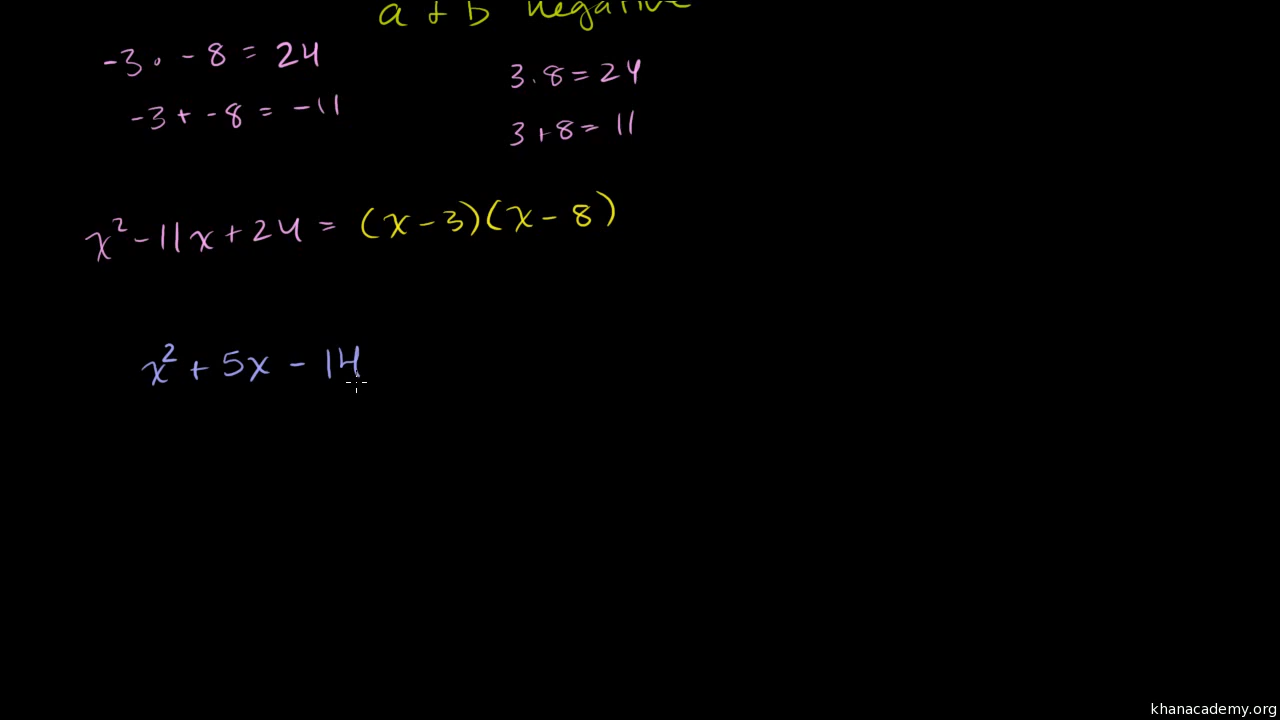 a & b negative
-3 · -8 = 24
3 · 8 = 24
-3 + -8 = -11
3 + 8 = 11
x² - 11x + 24 = (x - 3)(x - 8)
x² + 5x - 14
khanacademy.org